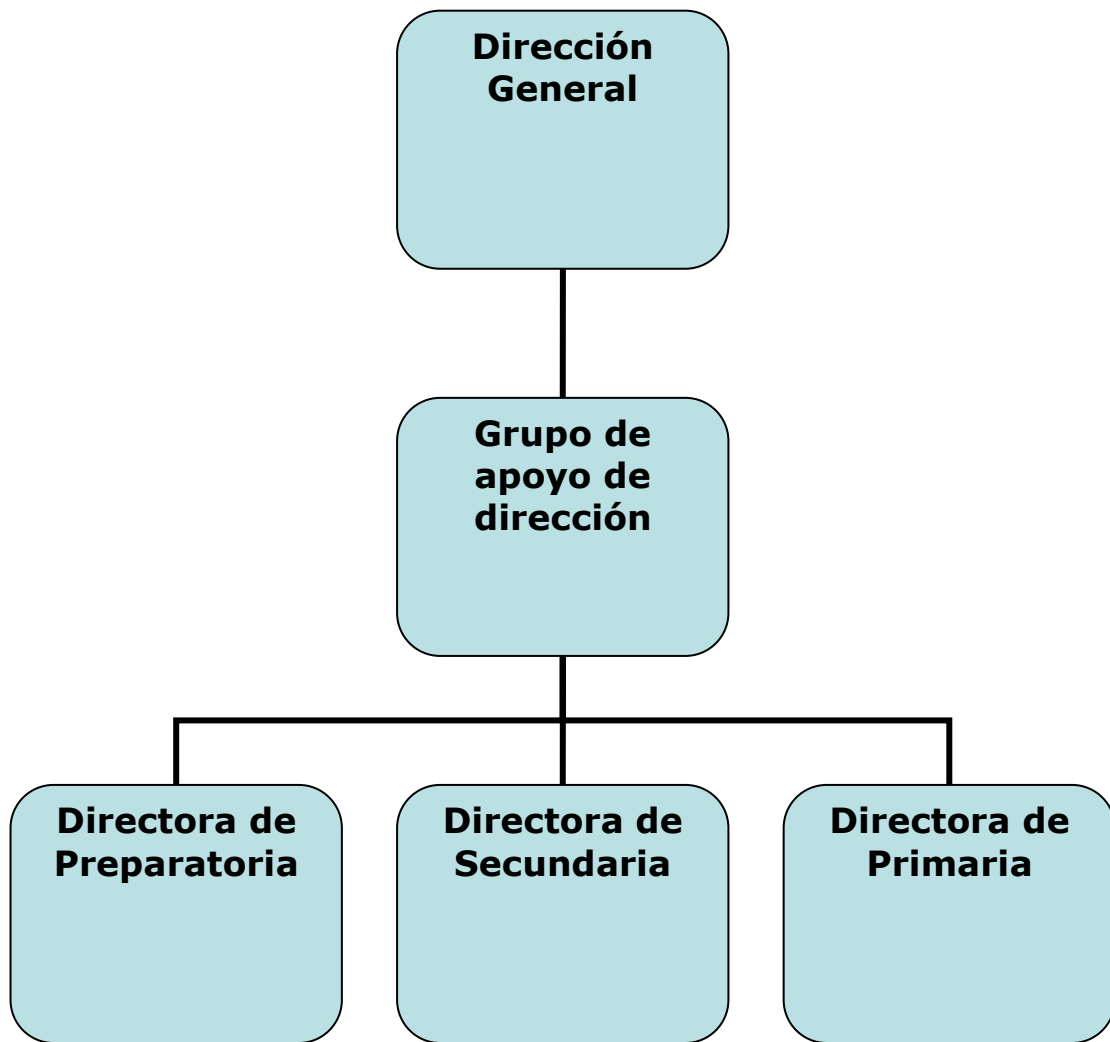 Dirección
General
Grupo de
apoyo de
dirección
Directora de
Preparatoria
Directora de
Secundaria
Directora de
Primaria